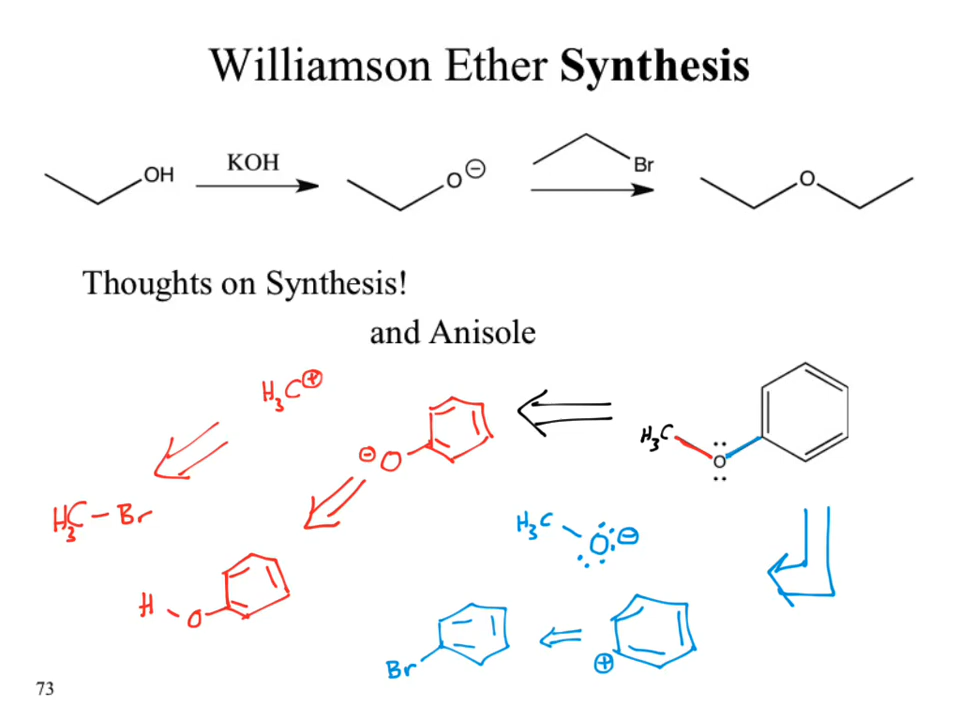 Williamson Ether Synthesis
OH
KOH
O ⊖
Br
O
Thoughts on Synthesis!
and Anisole
H3C ⊕
⊖ O
H3C
O
H3C - Br
H3C
O ⊖
H
O
Br
⊕
73